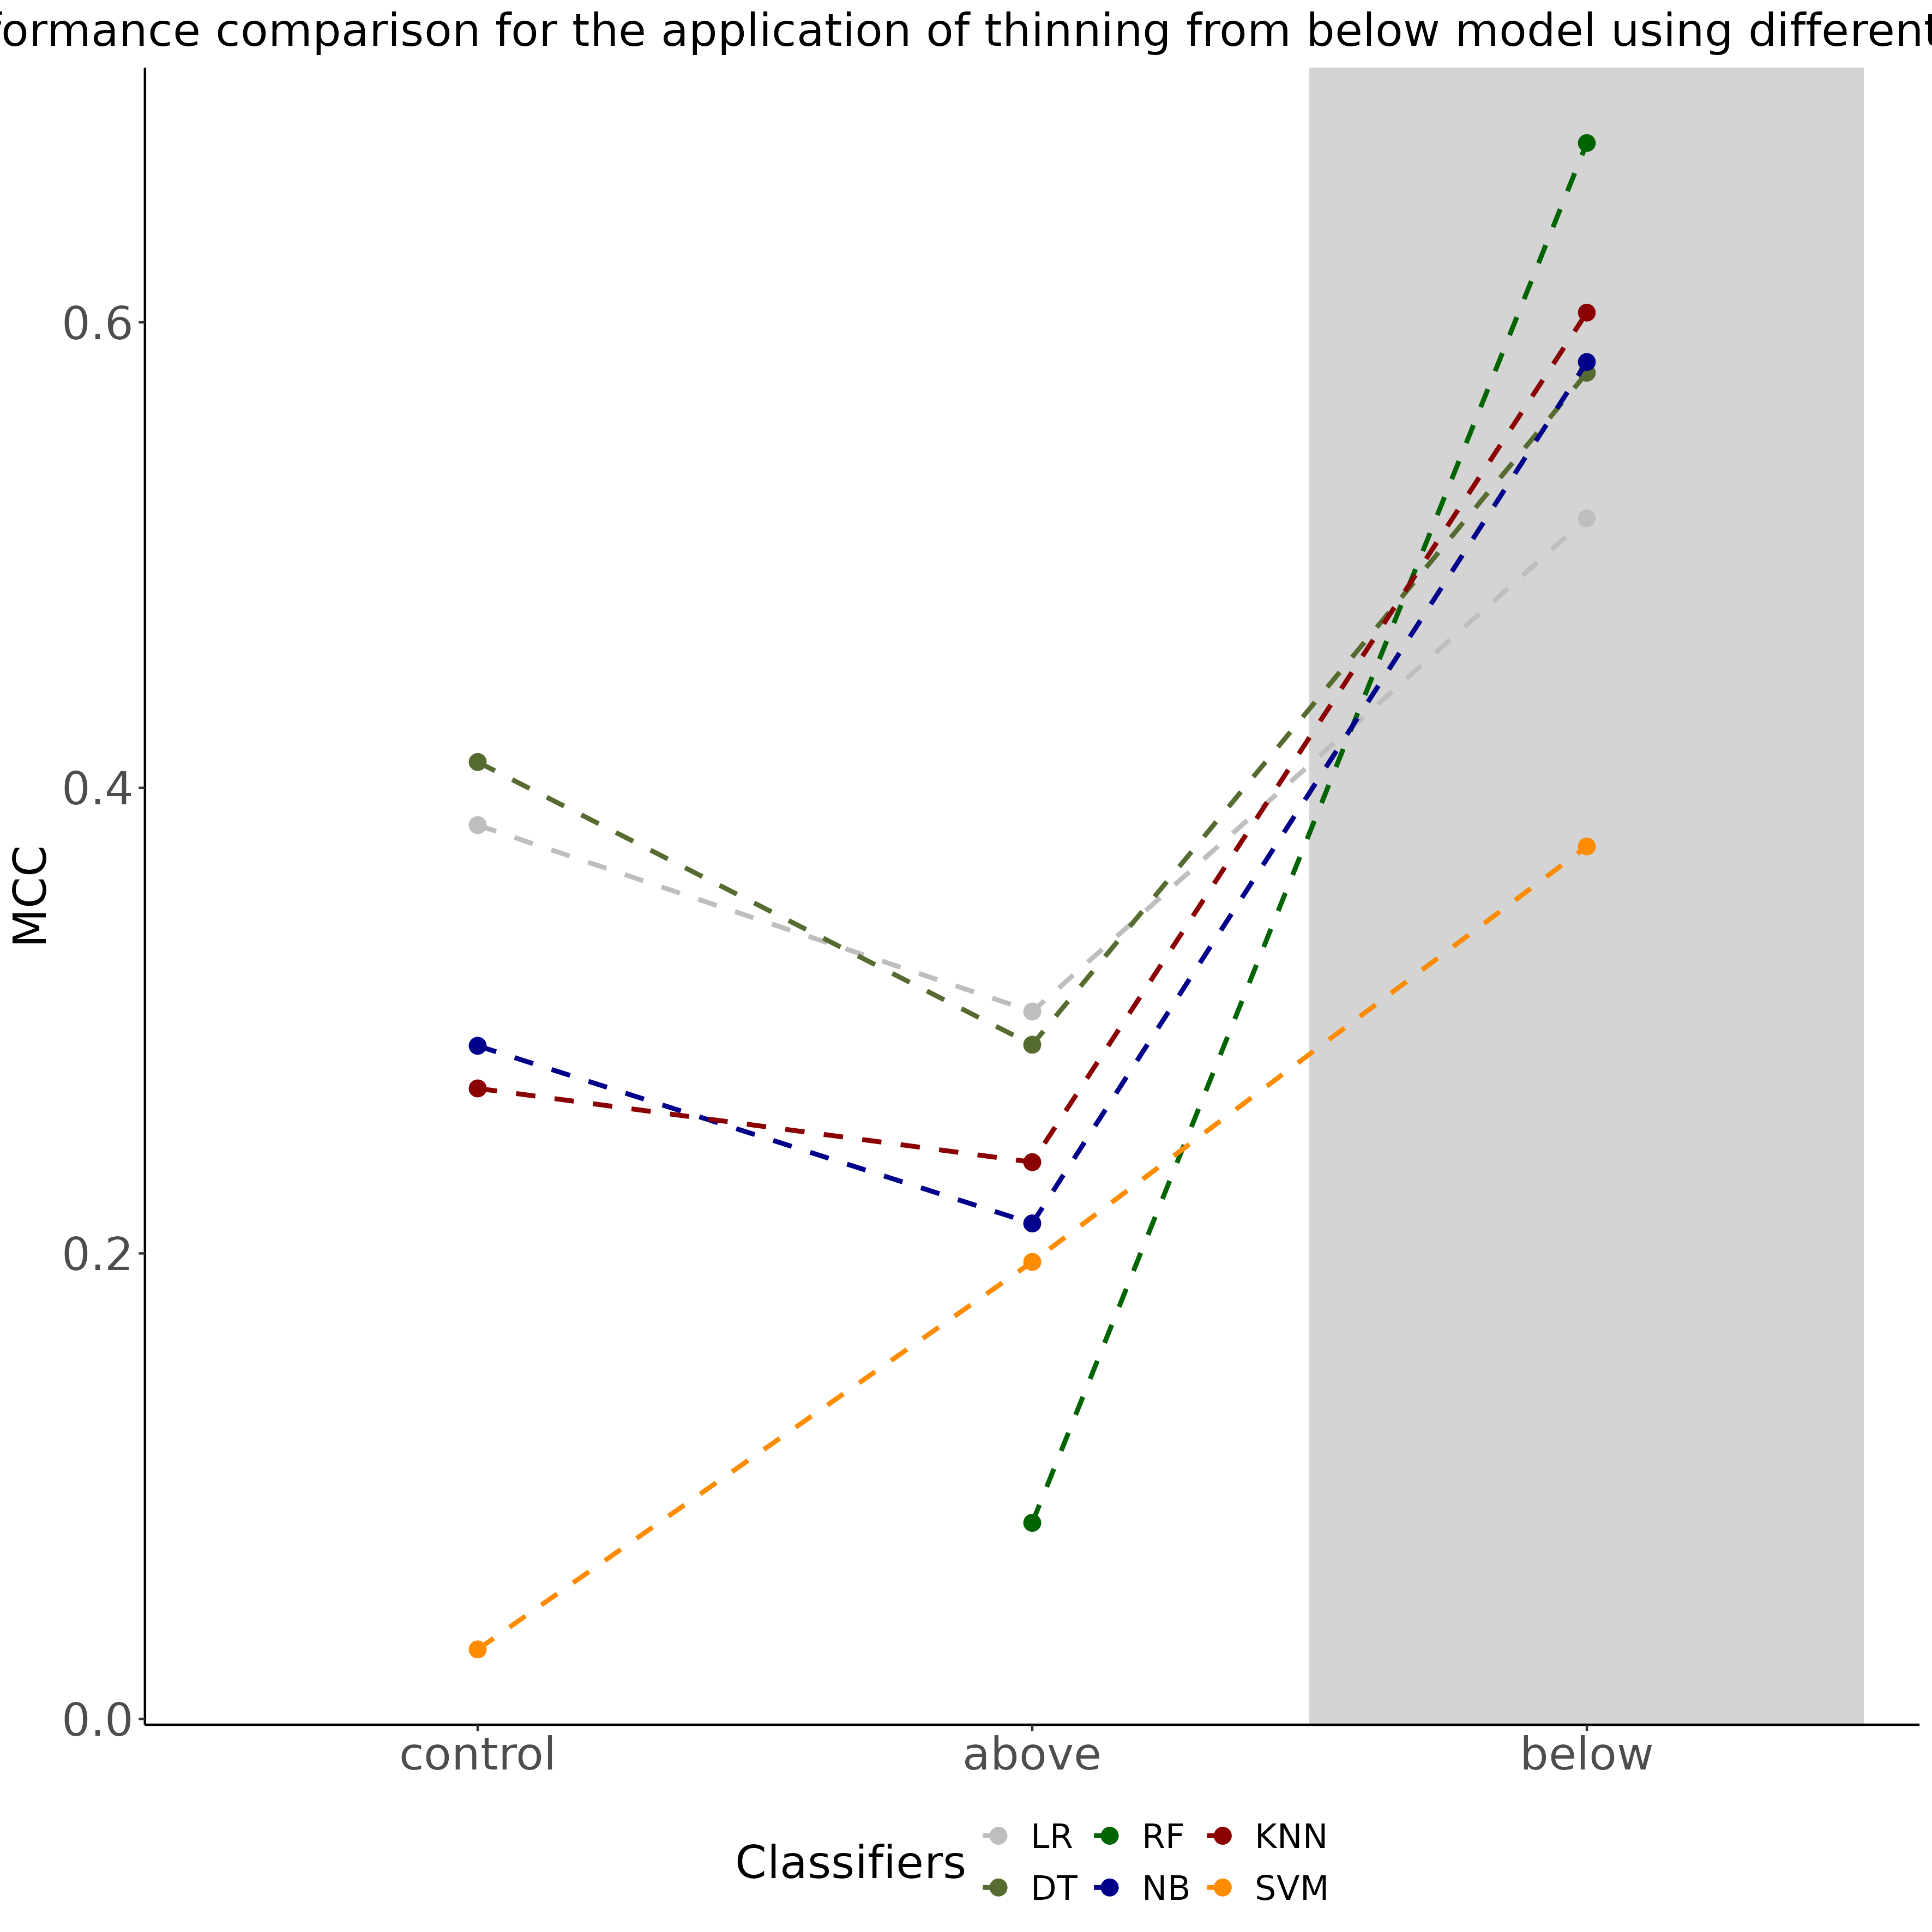 ormance comparison for the application of thinning from below model using different
0.6
0.4
0.2
0.0
MCC
control above below
Classifiers
LR RF KNN
DT NB SVM